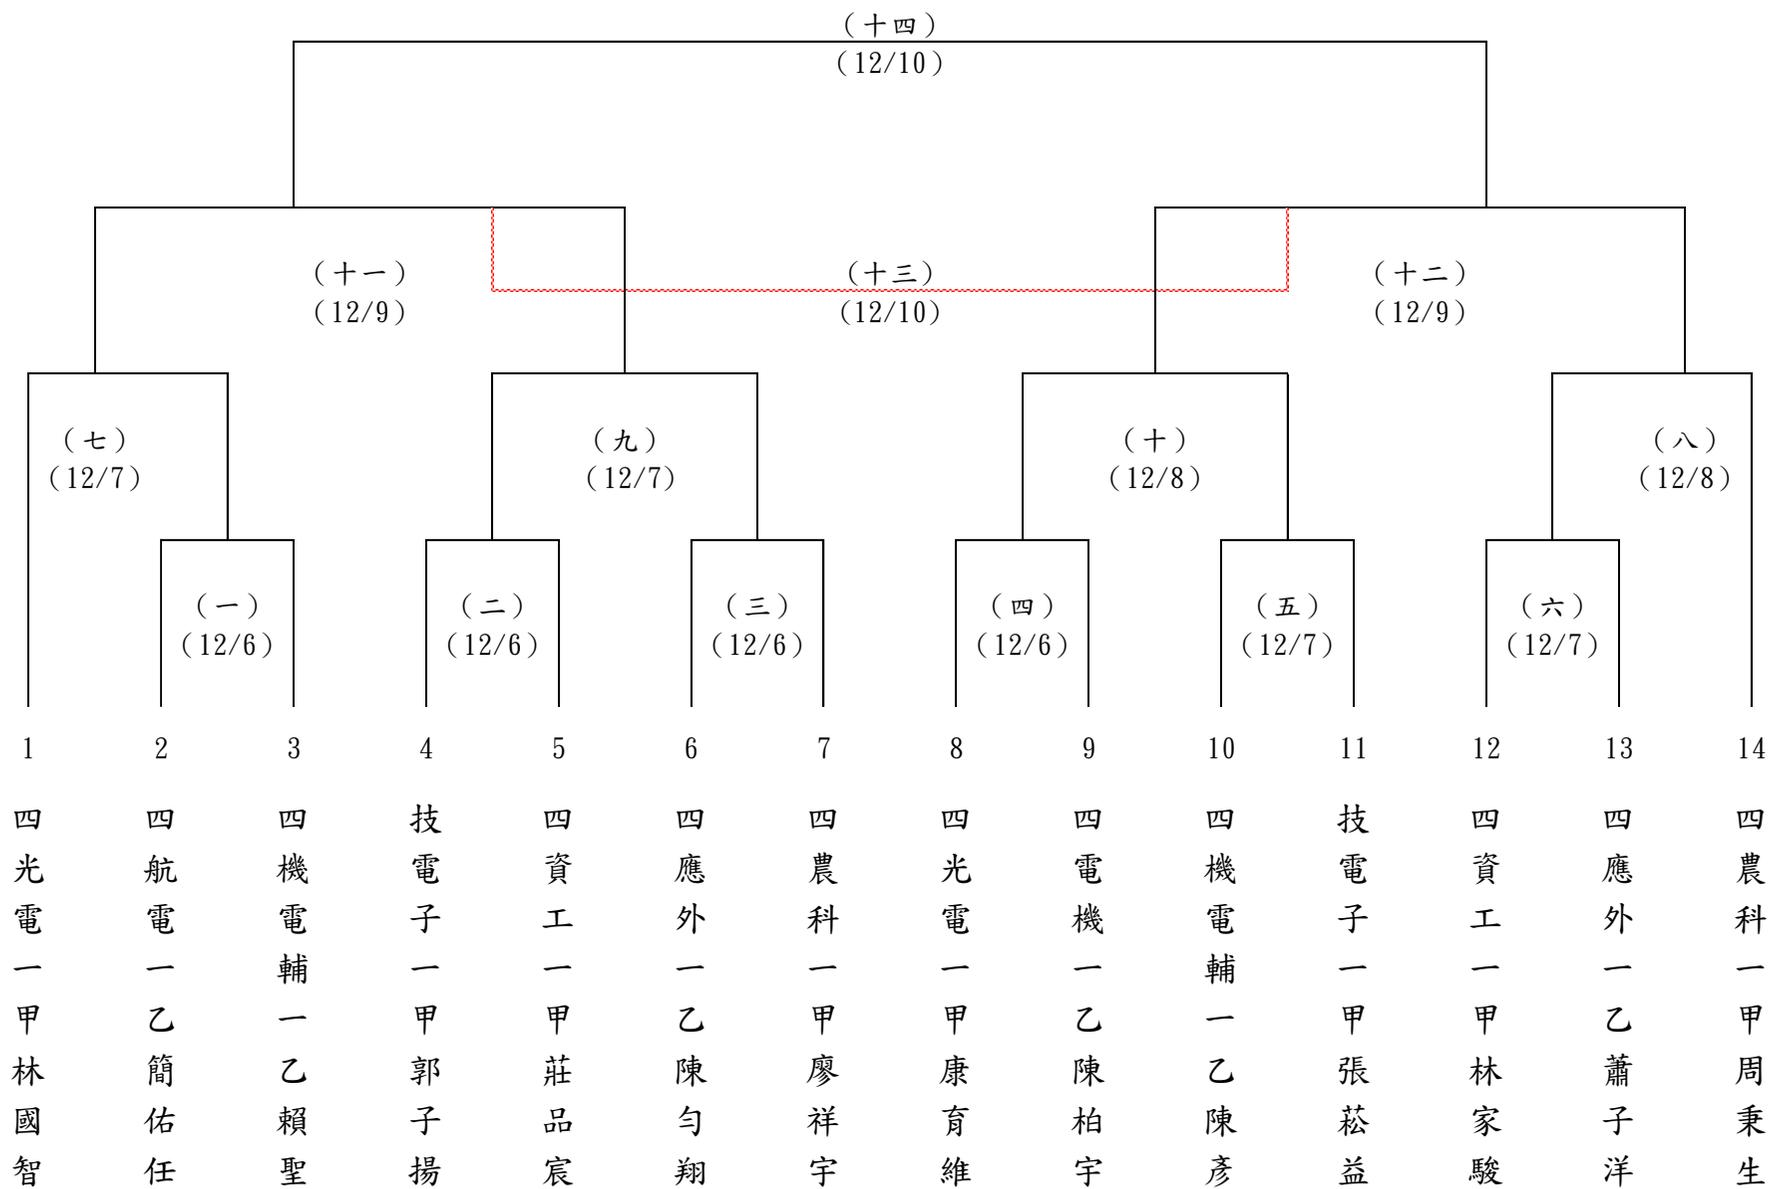 （十四）
（12/10）
（十一）
（12/9）
（十三）
（12/10）
（十二）
（12/9）
（七）
（12/7）
（九）
（12/7）
（十）
（12/8）
（八）
（12/8）
（一）
（12/6）
（二）
（12/6）
（三）
（12/6）
（四）
（12/6）
（五）
（12/7）
（六）
（12/7）
1
2
3
4
5
6
7
8
9
10
11
12
13
14
四光電一甲林國智
四航電一乙簡佑任
四機電輔一乙賴聖
技電子一甲郭子揚
四資工一甲莊品宸
四應外一乙陳勻翔
四農科一甲廖祥宇
四光電一甲康育維
四電機一乙陳柏宇
四機電輔一乙陳彥
技電子一甲張菘益
四資工一甲林家駿
四應外一乙蕭子洋
四農科一甲周秉生